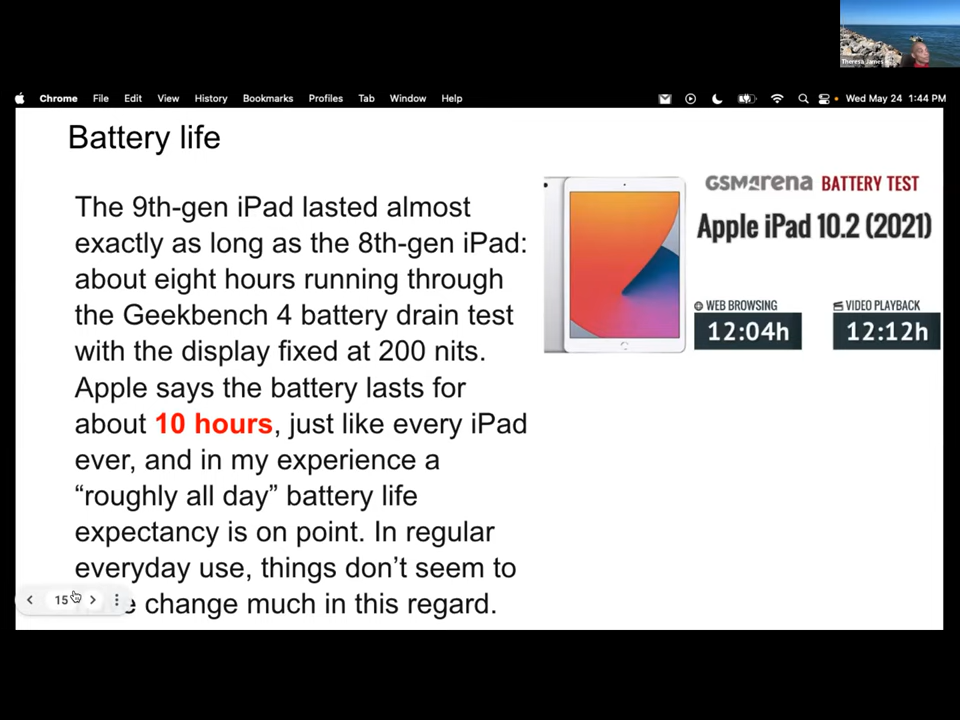 Theresa James
Chrome File Edit View History Bookmarks Profiles Tab Window Help Wed May 24 1:44 PM
Battery life
The 9th-gen iPad lasted almost
exactly as long as the 8th-gen iPad:
about eight hours running through
the Geekbench 4 battery drain test
with the display fixed at 200 nits.
Apple says the battery lasts for
about 10 hours, just like every iPad
ever, and in my experience a
“roughly all day” battery life
expectancy is on point. In regular
everyday use, things don’t seem to
change much in this regard.
15
GSMarena BATTERY TEST
Apple iPad 10.2 (2021)
WEB BROWSING VIDEO PLAYBACK
12:04h 12:12h